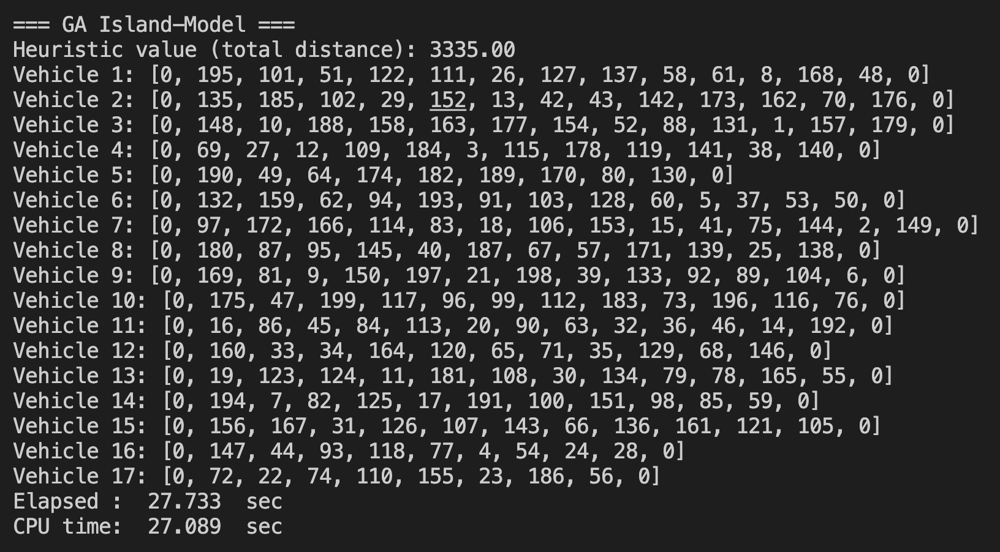 === GA Island–Model ===
Heuristic value (total distance): 3335.00
Vehicle 1: [0, 195, 101, 51, 122, 111, 26, 127, 137, 58, 61, 8, 168, 48, 0]
Vehicle 2: [0, 135, 185, 102, 29, 152, 13, 42, 43, 142, 173, 162, 70, 176, 0]
Vehicle 3: [0, 148, 10, 188, 158, 163, 177, 154, 52, 88, 131, 1, 157, 179, 0]
Vehicle 4: [0, 69, 27, 12, 109, 184, 3, 115, 178, 119, 141, 38, 140, 0]
Vehicle 5: [0, 190, 49, 64, 174, 182, 189, 170, 80, 130, 0]
Vehicle 6: [0, 132, 159, 62, 94, 193, 91, 103, 128, 60, 5, 37, 53, 50, 0]
Vehicle 7: [0, 97, 172, 166, 114, 83, 18, 106, 153, 15, 41, 75, 144, 2, 149, 0]
Vehicle 8: [0, 180, 87, 95, 145, 40, 187, 67, 57, 171, 139, 25, 138, 0]
Vehicle 9: [0, 169, 81, 9, 150, 197, 21, 198, 39, 133, 92, 89, 104, 6, 0]
Vehicle 10: [0, 175, 47, 199, 117, 96, 99, 112, 183, 73, 196, 116, 76, 0]
Vehicle 11: [0, 16, 86, 45, 84, 113, 20, 90, 63, 32, 36, 46, 14, 192, 0]
Vehicle 12: [0, 160, 33, 34, 164, 120, 65, 71, 35, 129, 68, 146, 0]
Vehicle 13: [0, 19, 123, 124, 11, 181, 108, 30, 134, 79, 78, 165, 55, 0]
Vehicle 14: [0, 194, 7, 82, 125, 17, 191, 100, 151, 98, 85, 59, 0]
Vehicle 15: [0, 156, 167, 31, 126, 107, 143, 66, 136, 161, 121, 105, 0]
Vehicle 16: [0, 147, 44, 93, 118, 77, 4, 54, 24, 28, 0]
Vehicle 17: [0, 72, 22, 74, 110, 155, 23, 186, 56, 0]
Elapsed :  27.733  sec
CPU time:  27.089  sec